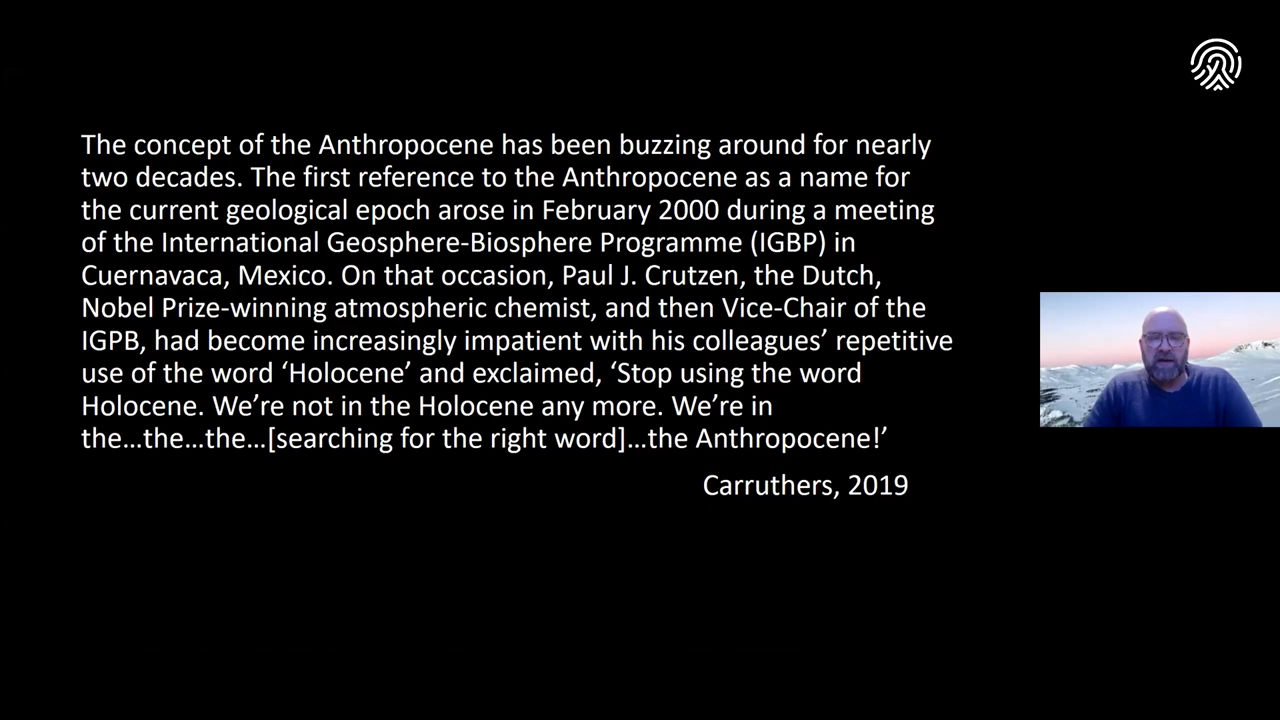 The concept of the Anthropocene has been buzzing around for nearly
two decades. The first reference to the Anthropocene as a name for
the current geological epoch arose in February 2000 during a meeting
of the International Geosphere-Biosphere Programme (IGBP) in
Cuernavaca, Mexico. On that occasion, Paul J. Crutzen, the Dutch,
Nobel Prize-winning atmospheric chemist, and then Vice-Chair of the
IGPB, had become increasingly impatient with his colleagues’ repetitive
use of the word ‘Holocene’ and exclaimed, ‘Stop using the word
Holocene. We’re not in the Holocene any more. We’re in
the…the…the…[searching for the right word]…the Anthropocene!’
Carruthers, 2019